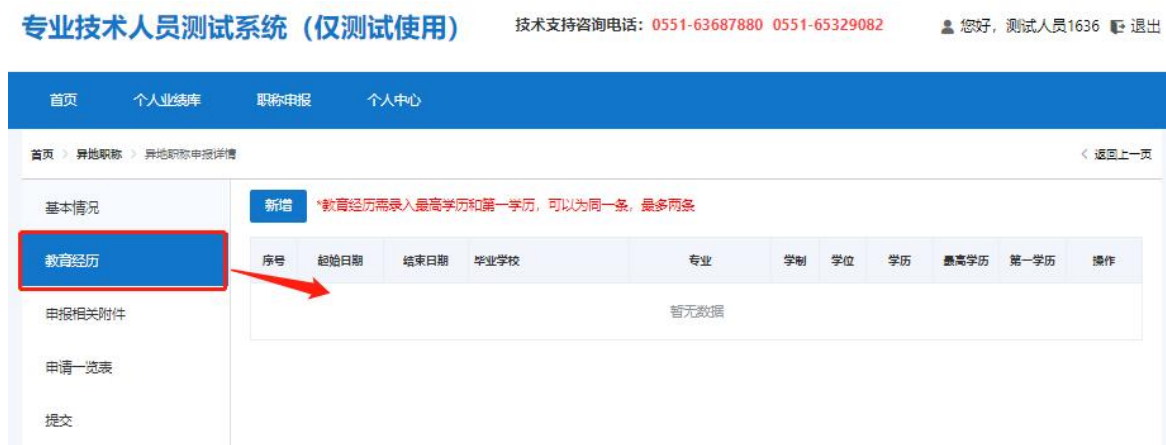 专业技术人员测试系统（仅测试使用） 技术支持咨询电话：0551-63687880 0551-65329082 您好，测试人员1636 退出
首页 个人业绩库 职称申报 个人中心
首页 > 异地职称 > 异地职称申报详情 < 返回上一页
基本情况
新增 *教育经历需录入最高学历和第一学历，可以为同一条，最多两条
教育经历
序号 起始日期 结束日期 毕业学校 专业 学制 学位 学历 最高学历 第一学历 操作
申报相关附件
暂无数据
申请一览表
提交